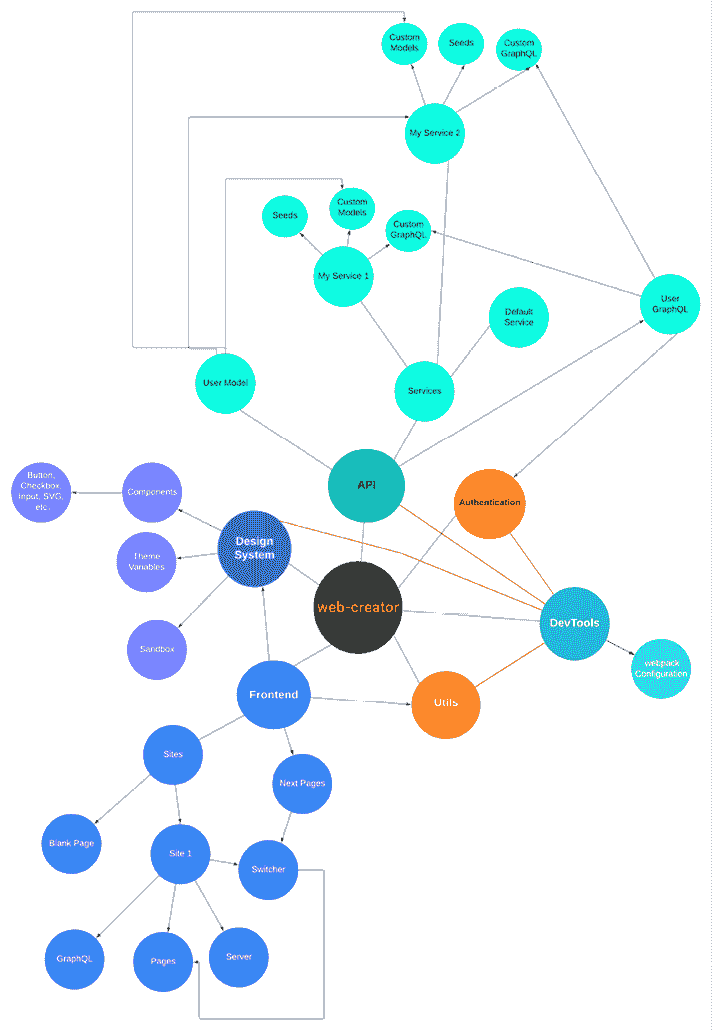 Custom
Models
Seeds
Custom
GraphQL
My Service 2
Seeds
Custom
Models
Custom
GraphQL
My Service 1
User
GraphQL
Default
Service
User Model
Services
API
Button,
Checkbox,
Input, SVG,
etc.
Components
Authentication
Design
System
Theme
Variables
web-creator
DevTools
Sandbox
webpack
Configuration
Frontend
Utils
Sites
Next Pages
Blank Page
Site 1
Switcher
GraphQL
Pages
Server